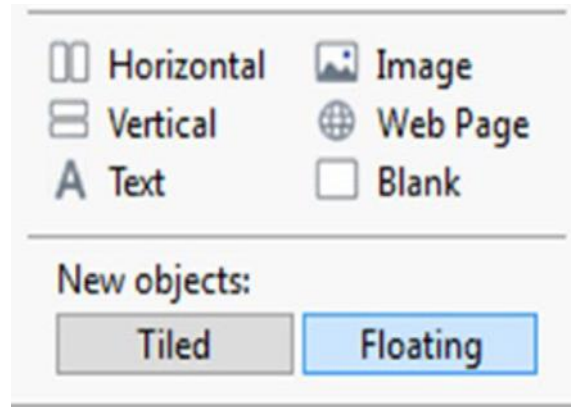 Horizontal Image
Vertical Web Page
Text Blank
New objects:
Tiled Floating